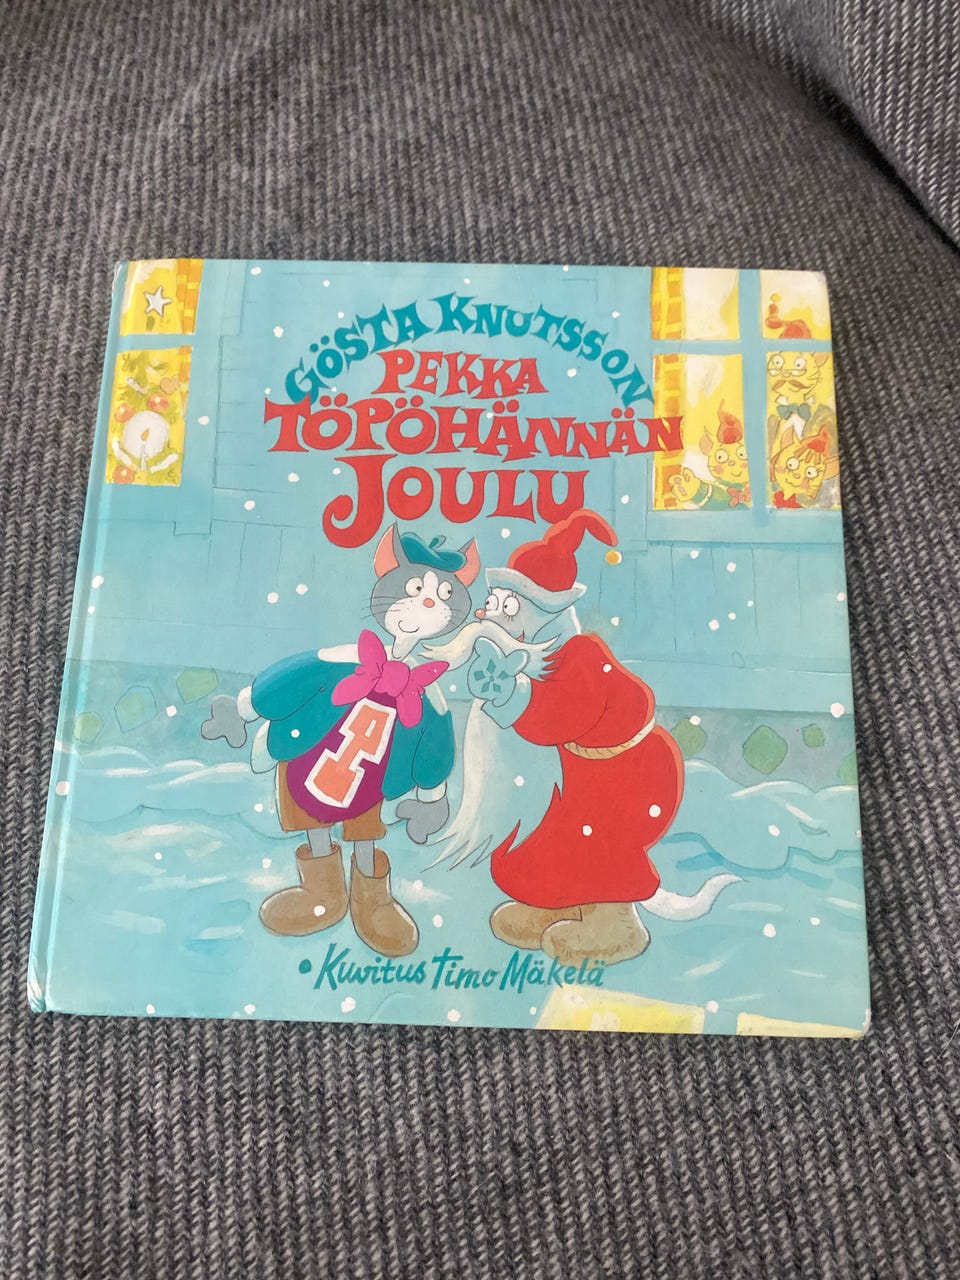 GÖSTA KNUTSSON
PEKKA
TÖPÖHÄNNÄN
JOULU
P T
• Kuvitus Timo Mäkelä